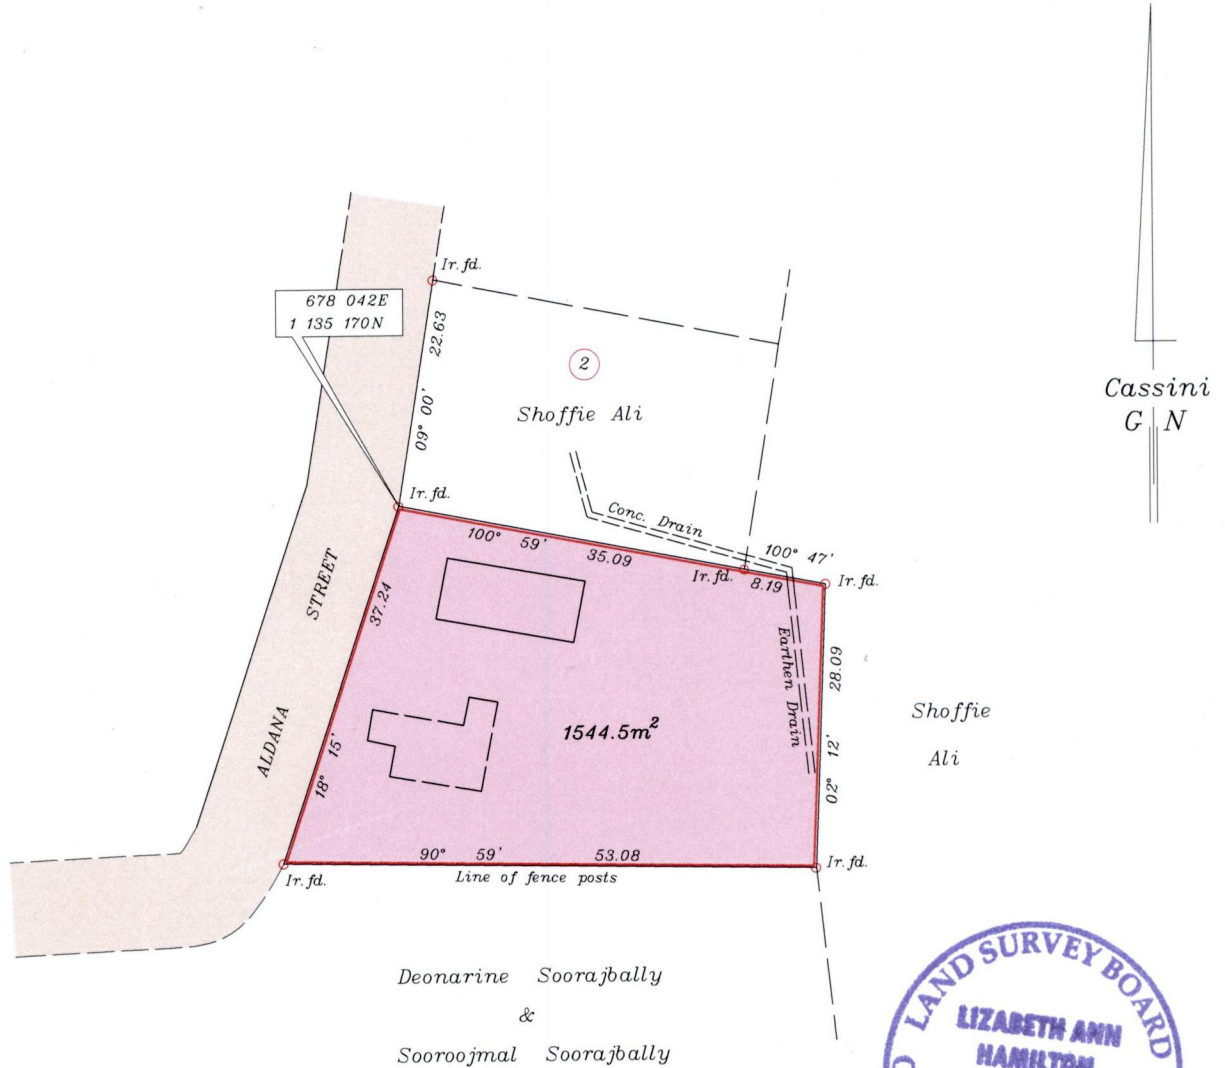 Ir. fd.
678 042E
1 135 170N
22.63
09° 00'
2
Shoffie Ali
Cassini
G N
Ir. fd.
Conc. Drain
100° 59' 35.09
100° 47'
Ir. fd.
8.19
Ir. fd.
STREET
37.24
Earthen Drain
28.09
ALDANA
18° 15'
1544.5m²
02° 12'
Shoffie
Ali
90° 59' 53.08
Ir. fd.
Line of fence posts
Ir. fd.
Deonarine Soorajbally
&
Sooroojmal Soorajbally
LAND SURVEY BOARD
LIZABETH ANN
HAMILTON